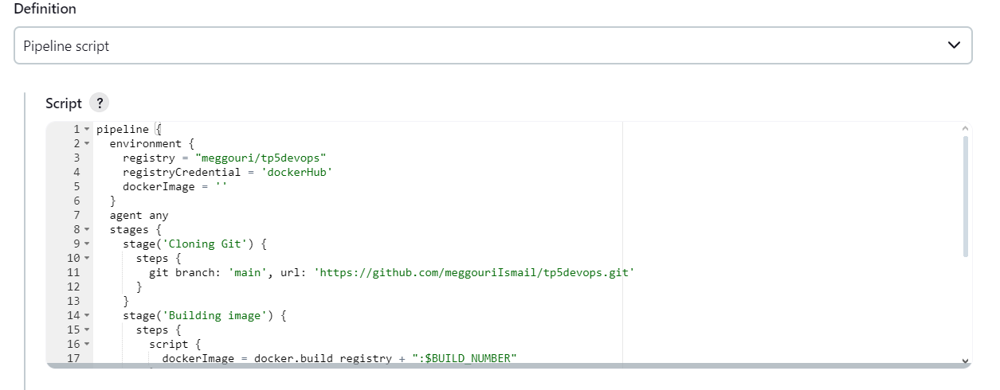 Definition
Pipeline script
Script ?
1 pipeline {
2 environment {
3 registry = "meggouri/tp5devops"
4 registryCredential = 'dockerHub'
5 dockerImage = ''
6 }
7 agent any
8 stages {
9 stage('Cloning Git') {
10 steps {
11 git branch: 'main', url: 'https://github.com/meggouriIsmail/tp5devops.git'
12 }
13 }
14 stage('Building image') {
15 steps {
16 script {
17 dockerImage = docker.build registry + ":$BUILD_NUMBER"